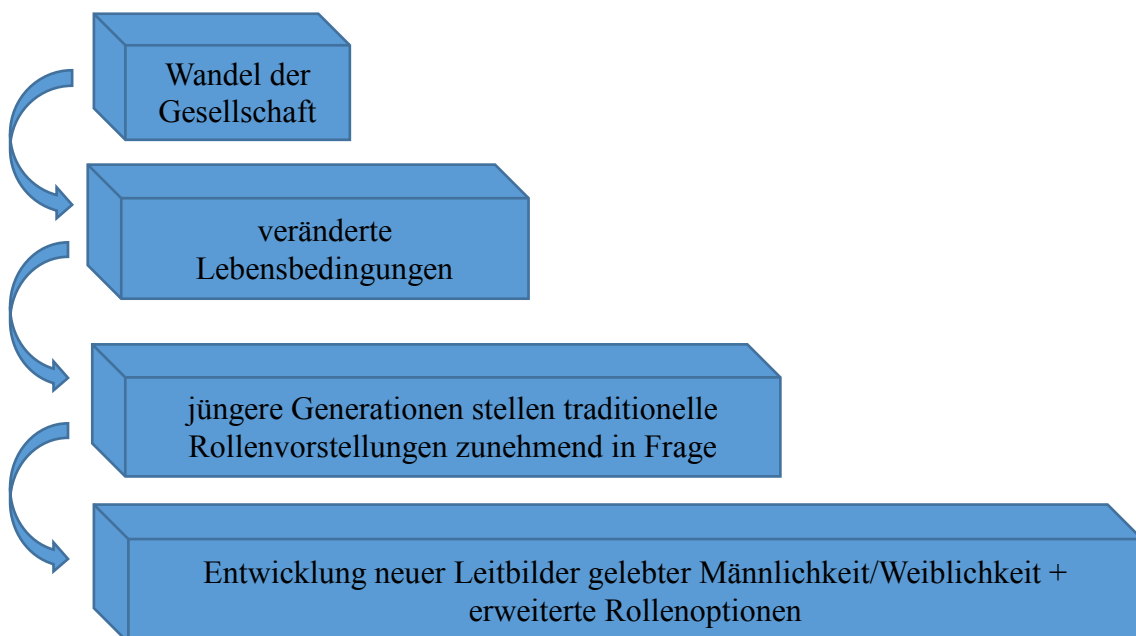 Wandel der
Gesellschaft
veränderte
Lebensbedingungen
jüngere Generationen stellen traditionelle
Rollenvorstellungen zunehmend in Frage
Entwicklung neuer Leitbilder gelebter Männlichkeit/Weiblichkeit +
erweiterte Rollenoptionen